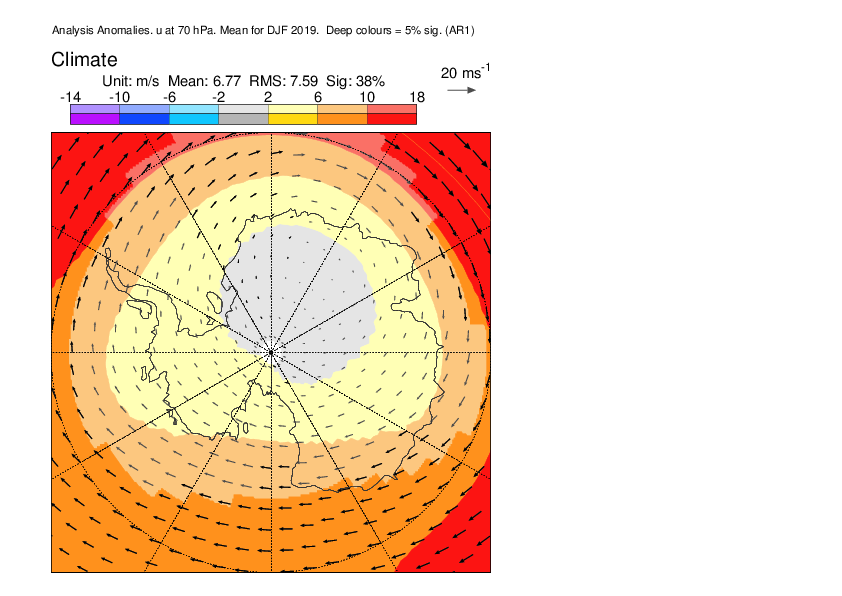 Analysis Anomalies. u at 70 hPa. Mean for DJF 2019. Deep colours = 5% sig. (AR1)
Climate
20 ms-1
Unit: m/s Mean: 6.77 RMS: 7.59 Sig: 38%
-14 -10 -6 -2 2 6 10 18